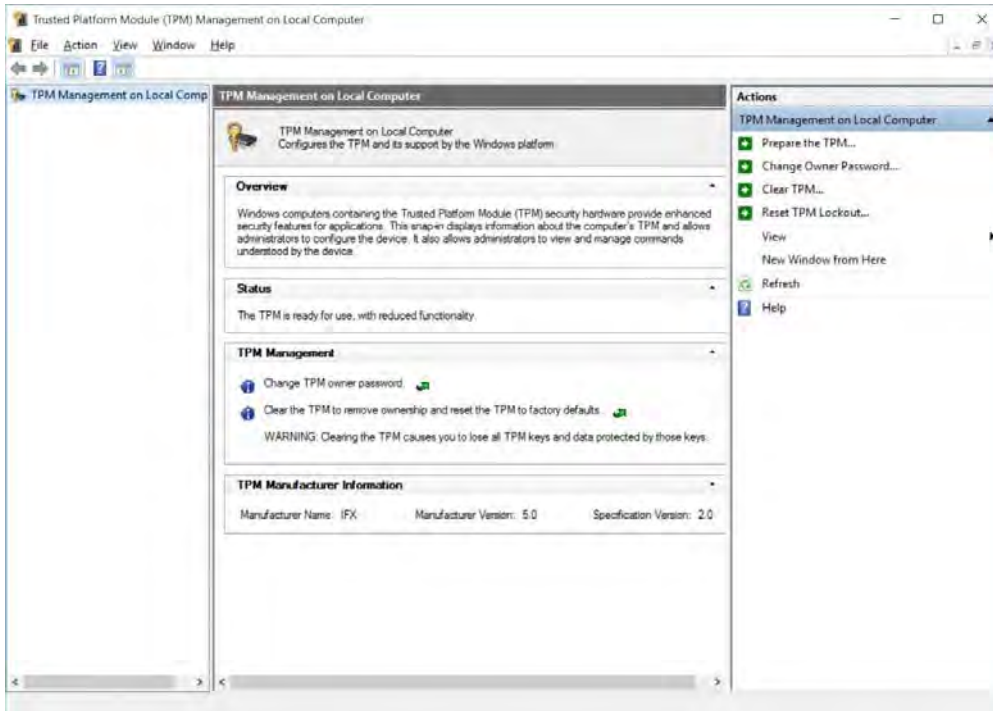 Trusted Platform Module (TPM) Management on Local Computer
File Action View Window Help
TPM Management on Local Comp
TPM Management on Local Computer
TPM Management on Local Computer
Configures the TPM and its support by the Windows platform
Overview
Windows computers containing the Trusted Platform Module (TPM) security hardware provide enhanced
security features for applications. This snap-in displays information about the computer's TPM and allows
administrators to configure the device. It also allows administrators to view and manage commands
understood by the device.
Status
The TPM is ready for use, with reduced functionality.
TPM Management
Change TPM owner password.
Clear the TPM to remove ownership and reset the TPM to factory defaults.
WARNING: Clearing the TPM causes you to lose all TPM keys and data protected by those keys.
TPM Manufacturer Information
Manufacturer Name: IFX Manufacturer Version: 5.0 Specification Version: 2.0
Actions
TPM Management on Local Computer
Prepare the TPM...
Change Owner Password...
Clear TPM...
Reset TPM Lockout...
View
New Window from Here
Refresh
Help